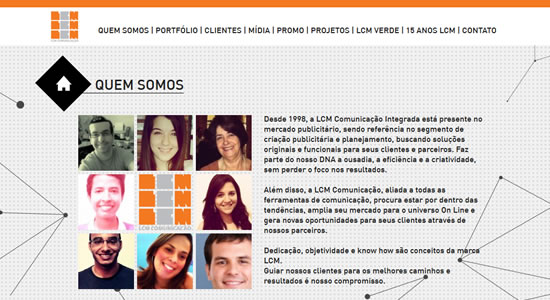 QUEM SOMOS | PORTFÓLIO | CLIENTES | MÍDIA | PROMO | PROJETOS | LCM VERDE | 15 ANOS LCM | CONTATO
QUEM SOMOS
Desde 1998, a LCM Comunicação Integrada está presente no
mercado publicitário, sendo referência no segmento de
criação publicitária e planejamento, buscando soluções
originais e funcionais para seus clientes e parceiros. Faz
parte do nosso DNA a ousadia, a eficiência e a criatividade,
sem perder o foco nos resultados.
Além disso, a LCM Comunicação, aliada a todas as
ferramentas de comunicação, procura estar por dentro das
tendências, amplia seu mercado para o universo On Line e
gera novas oportunidades para seus clientes através de
nossos parceiros.
LCM COMUNICAÇÃO
Dedicação, objetividade e know how são conceitos da marca
LCM.
Guiar nossos clientes para os melhores caminhos e
resultados é nosso compromisso.